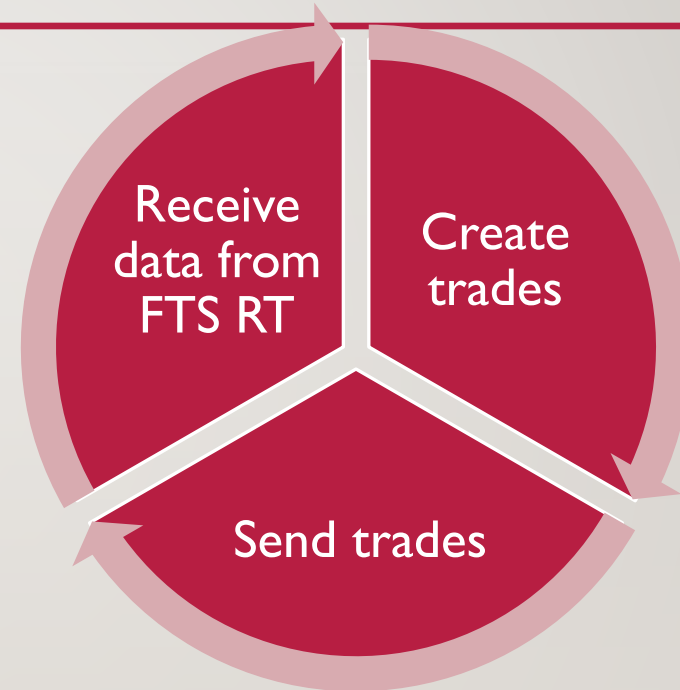 Receive
data from
FTS RT
Create
trades
Send trades